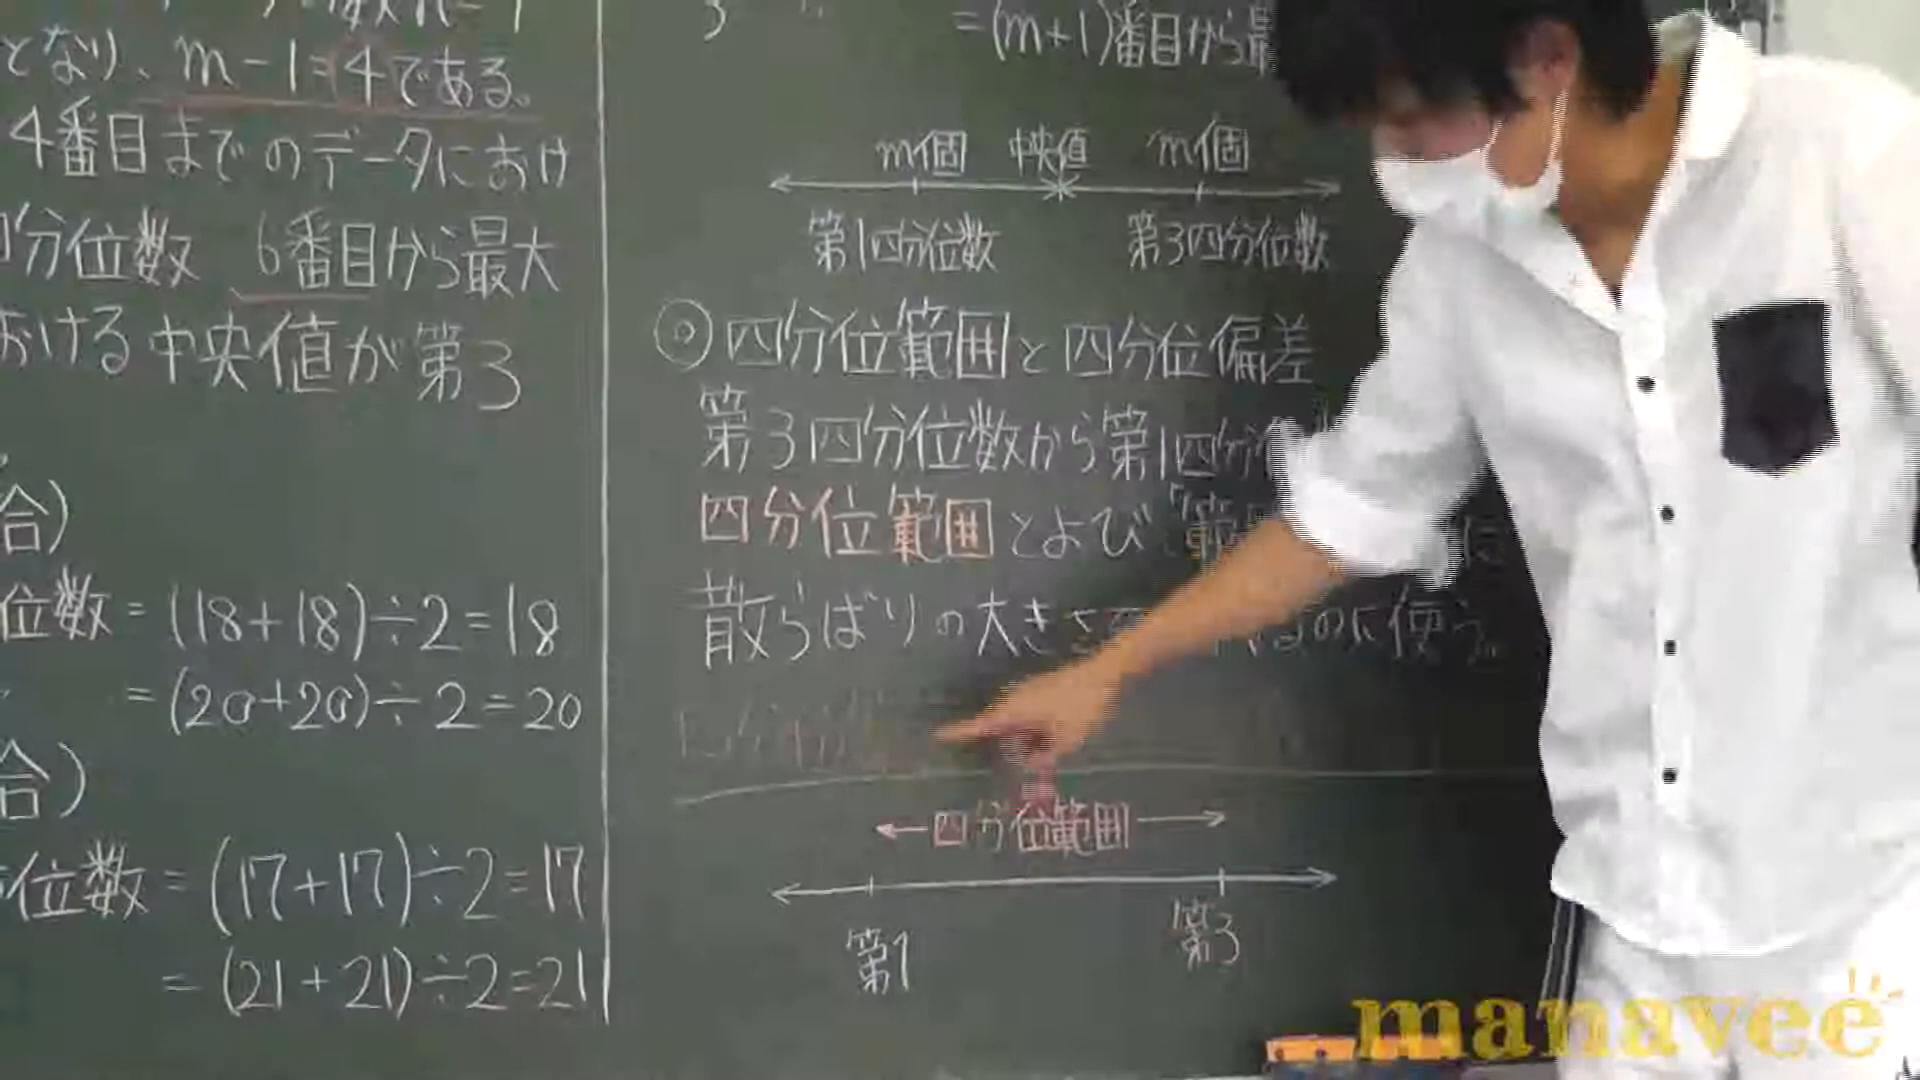 となり、m-1=4である。
4番目までのデータにおけ
分位数 6番目から最大
おける中央値が第3
合)
位数=(18+18)÷2=18
=(20+20)÷2=20
合)
位数=(17+17)÷2=17
=(21+21)÷2=21
=(m+1)番目から最
m個 中央値 m個
第1四分位数 第3四分位数
◎四分位範囲と四分位偏差
第3四分位数から第1四分位
四分位範囲とよび「範
散らばりの大きさ のに使う。
四分位範囲
第1 第3
manavee